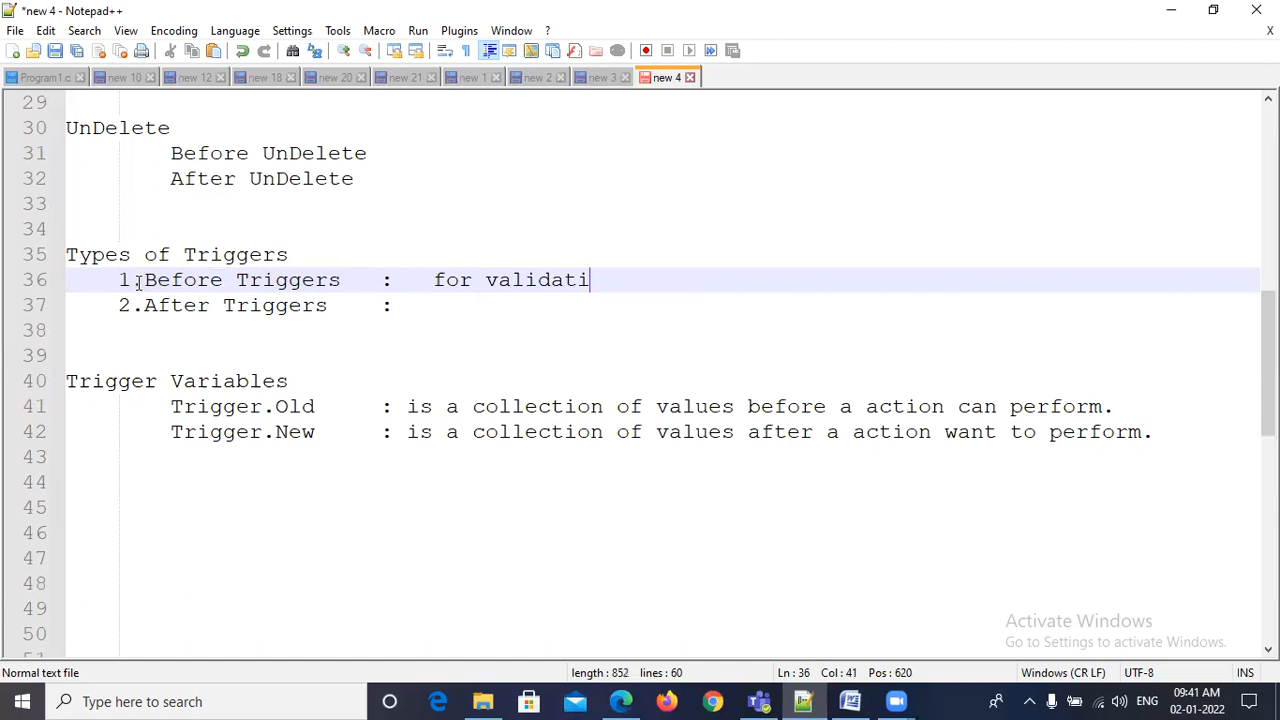 *new 4 - Notepad++
File Edit Search View Encoding Language Settings Tools Macro Run Plugins Window ? X
Program1.c new 10 new 12 new 18 new 20 new 21 new 1 new 2 new 3 new 4
29
30 UnDelete
31 Before UnDelete
32 After UnDelete
33
34
35 Types of Triggers
36 1.Before Triggers : for validati
37 2.After Triggers :
38
39
40 Trigger Variables
41 Trigger.Old : is a collection of values before a action can perform.
42 Trigger.New : is a collection of values after a action want to perform.
43
44
45
46
47
48
49
50
51
Activate Windows
Go to Settings to activate Windows.
Normal text file length : 852 lines : 60 Ln : 36 Col : 41 Pos : 620 Windows (CR LF) UTF-8 INS
Type here to search ENG 09:41 AM
02-01-2022